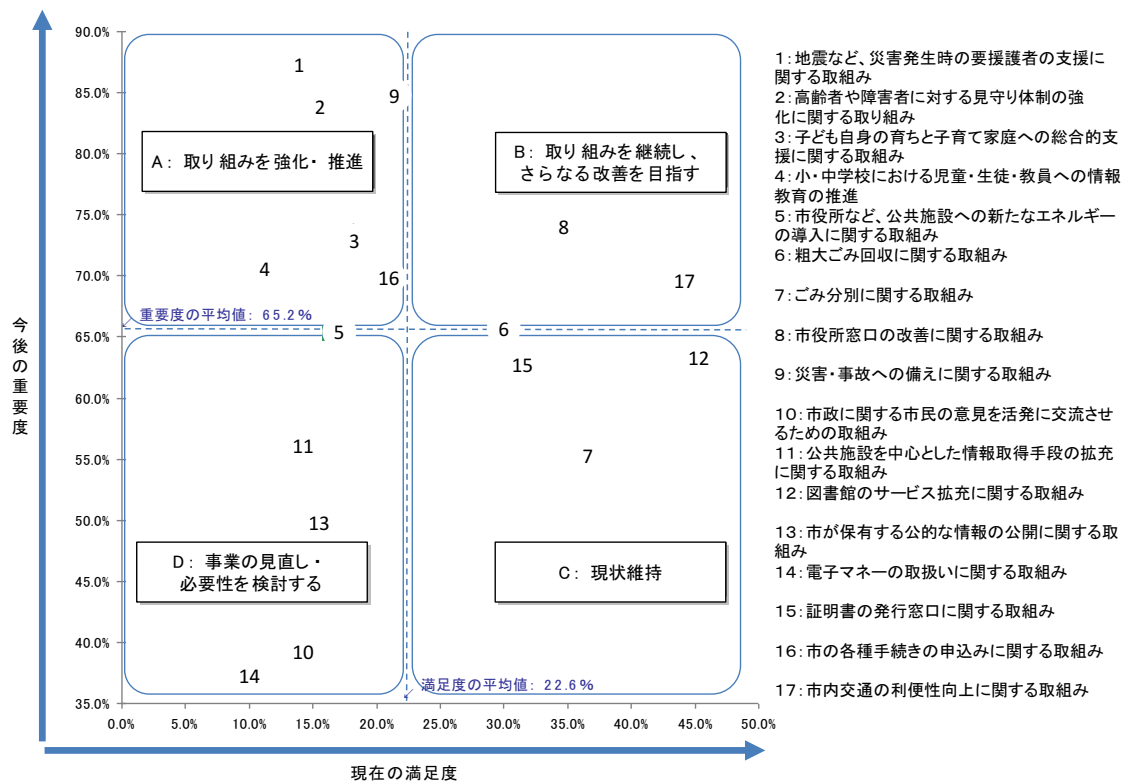 90.0%
85.0%
80.0%
75.0%
70.0%
65.0%
60.0%
55.0%
50.0%
45.0%
40.0%
35.0%
今後の重要度
1
2
9
A： 取り組みを強化・ 推進
B： 取り組みを継続し、
さらなる改善を目指す
8
3
4
16
17
重要度の平均値： 65.2%
5
6
15
12
11
7
13
D： 事業の見直し・
必要性を検討する
C： 現状維持
10
14
満足度の平均値： 22.6%
0.0%
5.0%
10.0%
15.0%
20.0%
25.0%
30.0%
35.0%
40.0%
45.0%
50.0%
現在の満足度
1：地震など、災害発生時の要援護者の支援に
関する取組み
2：高齢者や障害者に対する見守り体制の強
化に関する取り組み
3：子ども自身の育ちと子育て家庭への総合的支
援に関する取組み
4：小・中学校における児童・生徒・教員への情報
教育の推進
5：市役所など、公共施設への新たなエネルギー
の導入に関する取組み
6：粗大ごみ回収に関する取組み
7：ごみ分別に関する取組み
8：市役所窓口の改善に関する取組み
9：災害・事故への備えに関する取組み
10：市政に関する市民の意見を活発に交流させ
るための取組み
11：公共施設を中心とした情報取得手段の拡充
に関する取組み
12：図書館のサービス拡充に関する取組み
13：市が保有する公的な情報の公開に関する取
組み
14：電子マネーの取扱いに関する取組み
15：証明書の発行窓口に関する取組み
16：市の各種手続きの申込みに関する取組み
17：市内交通の利便性向上に関する取組み